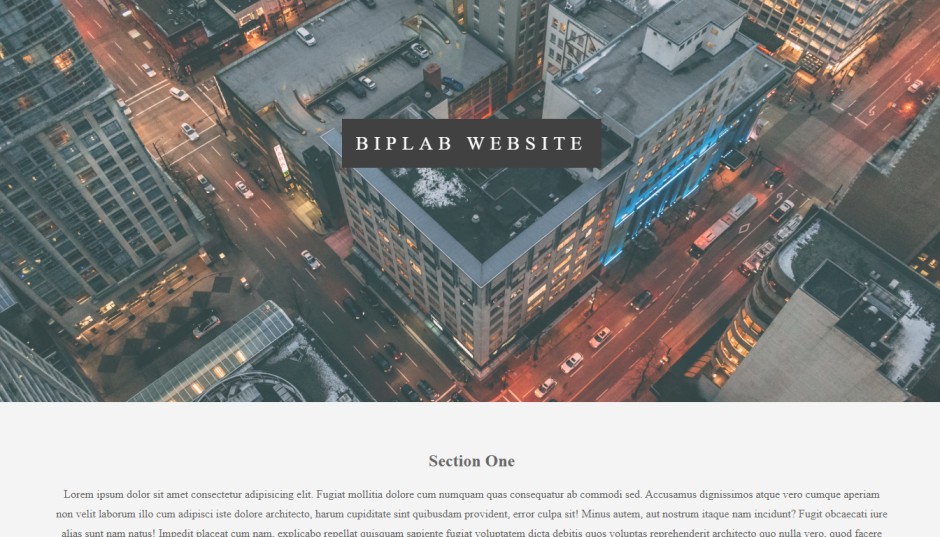 BIPLAB WEBSITE
Section One
Lorem ipsum dolor sit amet consectetur adipisicing elit. Fugiat mollitia dolore cum numquam quas consequatur ab commodi sed. Accusamus dignissimos atque vero cumque aperiam
non velit laborum illo cum adipisci iste dolore architecto, harum cupiditate sint quibusdam provident, error culpa sit! Minus autem, aut nostrum itaque nam incidunt? Fugit obcaecati iure
alias sunt nam natus! Impedit placeat cum nam, explicabo repellat quisquam sapiente fugiat voluptatem dicta debitis quos voluptas reprehenderit architecto quo nulla vero, quod facere